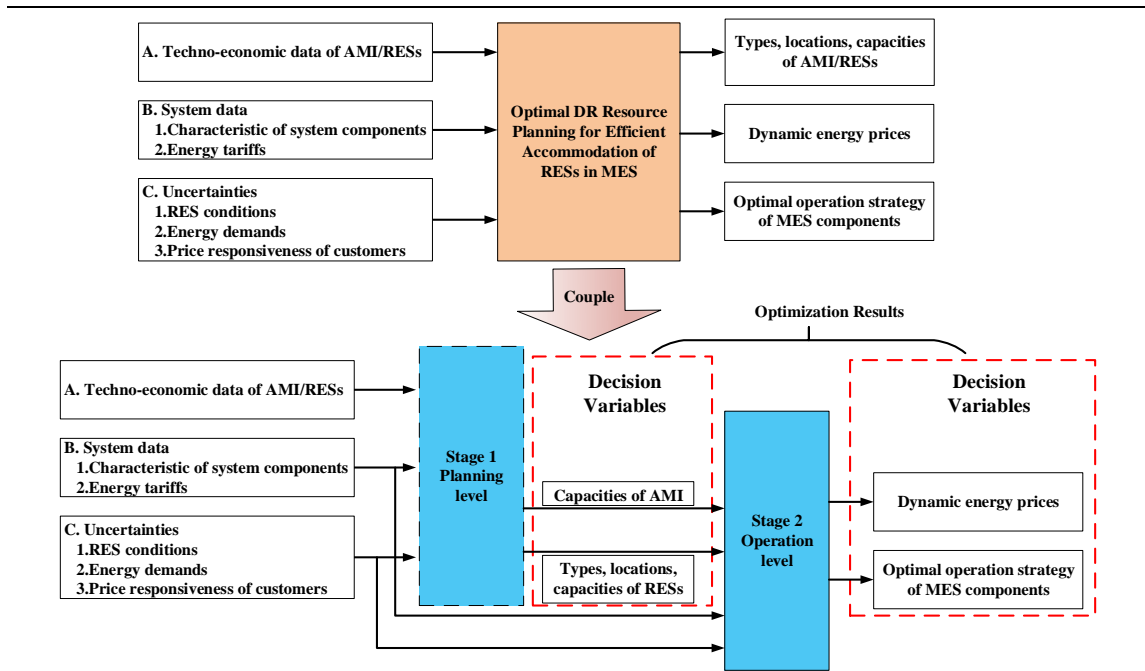 A. Techno-economic data of AMI/RESs
B. System data
1.Characteristic of system components
2.Energy tariffs
C. Uncertainties
1.RES conditions
2.Energy demands
3.Price responsiveness of customers
Optimal DR Resource
Planning for Efficient
Accommodation of
RESs in MES
Types, locations, capacities
of AMI/RESs
Dynamic energy prices
Optimal operation strategy
of MES components
Couple
Optimization Results
A. Techno-economic data of AMI/RESs
B. System data
1.Characteristic of system components
2.Energy tariffs
C. Uncertainties
1.RES conditions
2.Energy demands
3.Price responsiveness of customers
Stage 1
Planning
level
Decision
Variables
Capacities of AMI
Types, locations,
capacities of RESs
Stage 2
Operation
level
Decision
Variables
Dynamic energy prices
Optimal operation strategy
of MES components